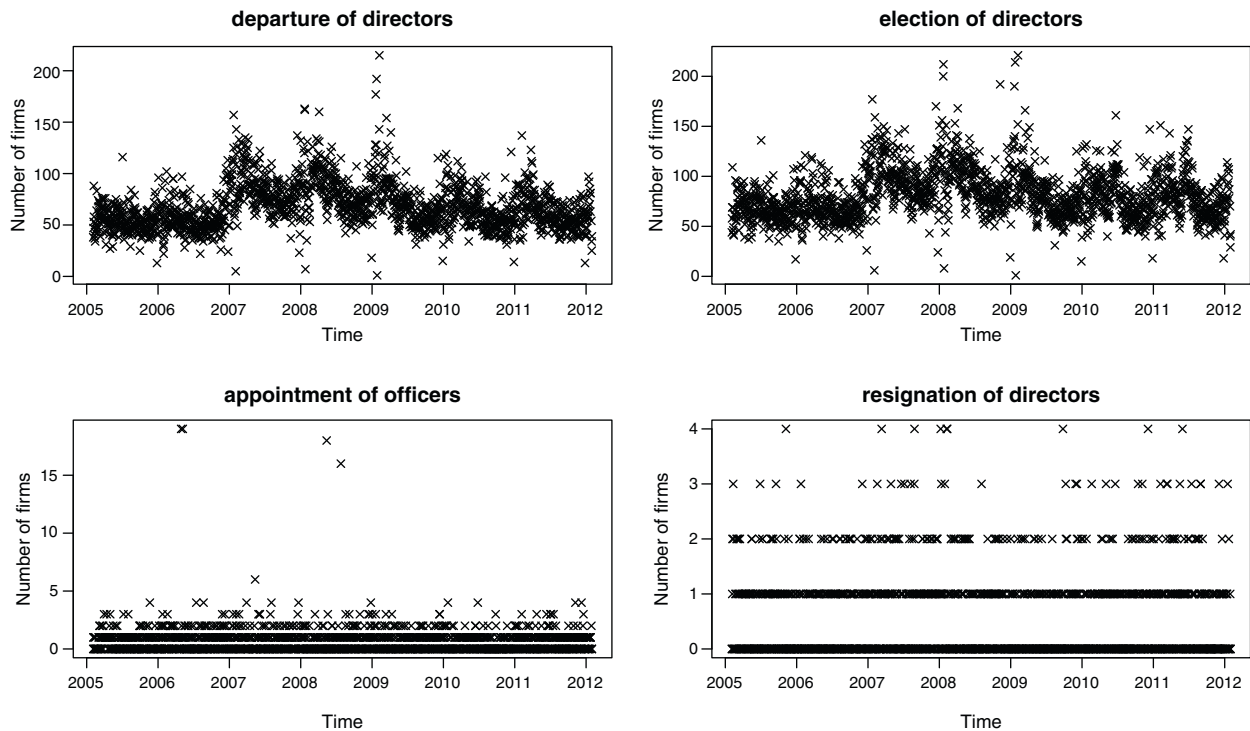 departure of directors
Number of firms
200
150
100
50
0
2005 2006 2007 2008 2009 2010 2011 2012
Time
election of directors
Number of firms
200
150
100
50
0
2005 2006 2007 2008 2009 2010 2011 2012
Time
appointment of officers
Number of firms
15
10
5
0
2005 2006 2007 2008 2009 2010 2011 2012
Time
resignation of directors
Number of firms
4
3
2
1
0
2005 2006 2007 2008 2009 2010 2011 2012
Time